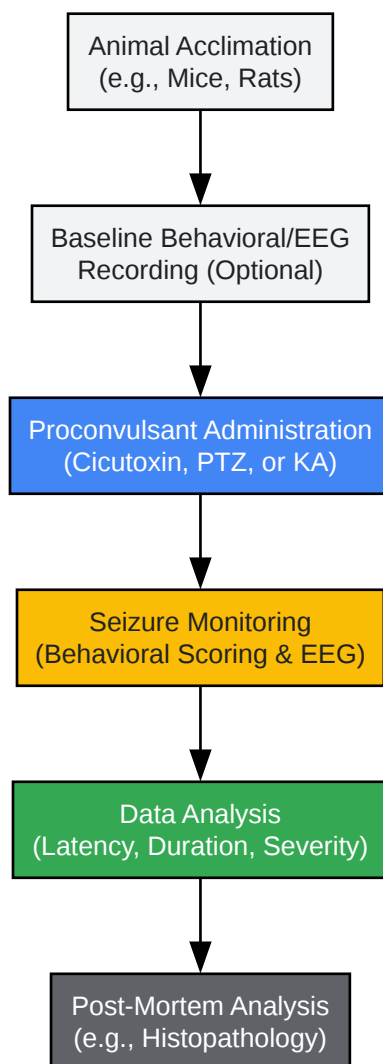 Animal Acclimation
(e.g., Mice, Rats)
Baseline Behavioral/EEG
Recording (Optional)
Proconvulsant Administration
(Cicutoxin, PTZ, or KA)
Seizure Monitoring
(Behavioral Scoring & EEG)
Data Analysis
(Latency, Duration, Severity)
Post-Mortem Analysis
(e.g., Histopathology)